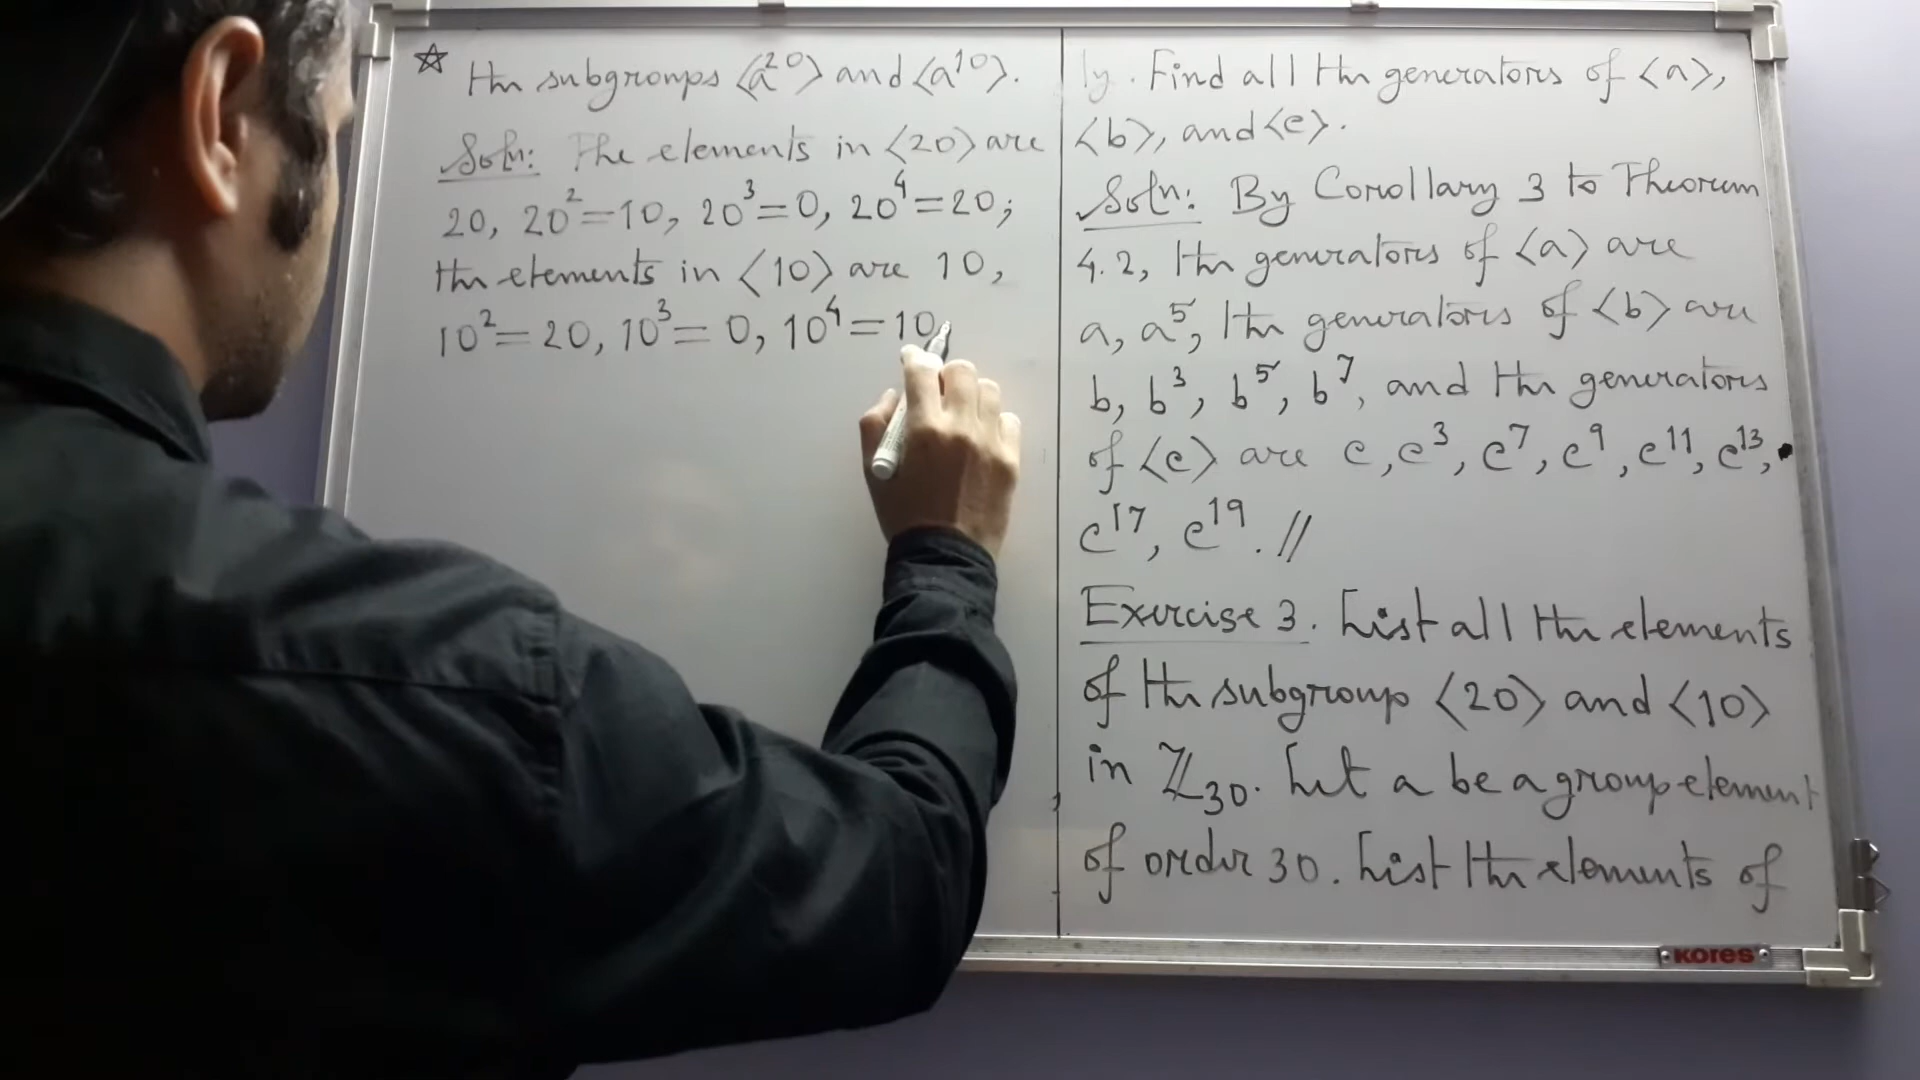 ☆ the subgroups ⟨a²⁰⟩ and ⟨a¹⁰⟩.
Soln: The elements in ⟨20⟩ are
20, 20²=10, 20³=0, 20⁴=20;
the elements in ⟨10⟩ are 10,
10²=20, 10³=0, 10⁴=10.
ly. Find all the generators of ⟨a⟩,
⟨b⟩, and ⟨c⟩.
Soln: By Corollary 3 to Theorem
4.2, the generators of ⟨a⟩ are
a, a⁵, the generators of ⟨b⟩ are
b, b³, b⁵, b⁷, and the generators
of ⟨c⟩ are c, c³, c⁷, c⁹, c¹¹, c¹³,
c¹⁷, c¹⁹. //
Exercise 3. List all the elements
of the subgroup ⟨20⟩ and ⟨10⟩
in ℤ₃₀. Let a be a group element
of order 30. List the elements of
KORES